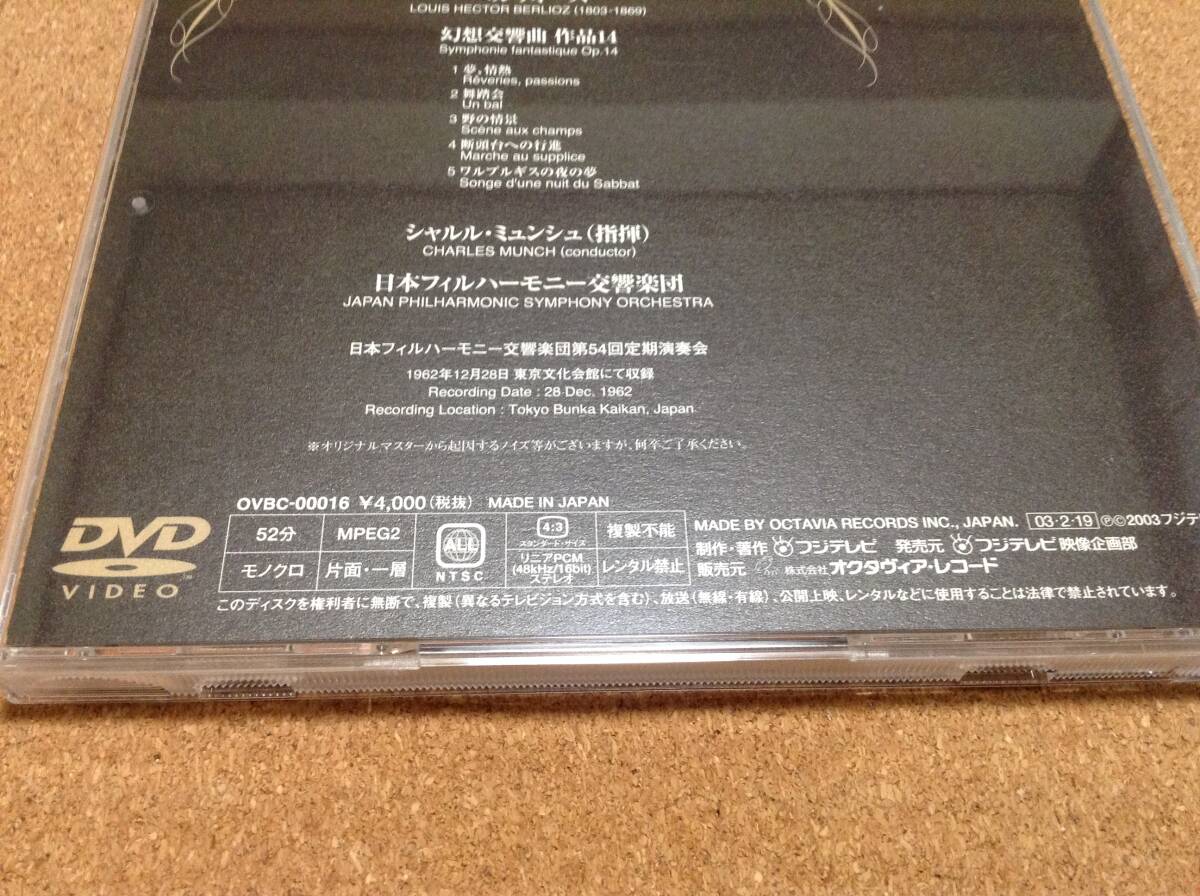 LOUIS HECTOR BERLIOZ (1803-1869)
幻想交響曲 作品14
Symphonie fantastique Op.14
1 夢、情熱
Rêveries, passions
2 舞踏会
Un bal
3 野の情景
Scène aux champs
4 断頭台への行進
Marche au supplice
5 ワルプルギスの夜の夢
Songe d'une nuit du Sabbat
シャルル・ミュンシュ(指揮)
CHARLES MUNCH (conductor)
日本フィルハーモニー交響楽団
JAPAN PHILHARMONIC SYMPHONY ORCHESTRA
日本フィルハーモニー交響楽団第54回定期演奏会
1962年12月28日 東京文化会館にて収録
Recording Date : 28 Dec. 1962
Recording Location : Tokyo Bunka Kaikan, Japan
※オリジナルマスターから起因するノイズ等がございますが、何卒ご了承ください。
OVBC-00016 ¥4,000(税抜) MADE IN JAPAN
DVD
VIDEO
52分 MPEG2 ALL 4:3 複製不能
スタンダード・サイズ
モノクロ 片面・一層 NTSC リニアPCM レンタル禁止
(48kHz/16bit)
ステレオ
MADE BY OCTAVIA RECORDS INC., JAPAN. 03・2・19 ℗©2003フジテ
制作・著作 フジテレビ 発売元 フジテレビ映像企画部
販売元 株式会社オクタヴィア・レコード
このディスクを権利者に無断で、複製(異なるテレビジョン方式を含む)、放送(無線・有線)、公開上映、レンタルなどに使用することは法律で禁止されています。